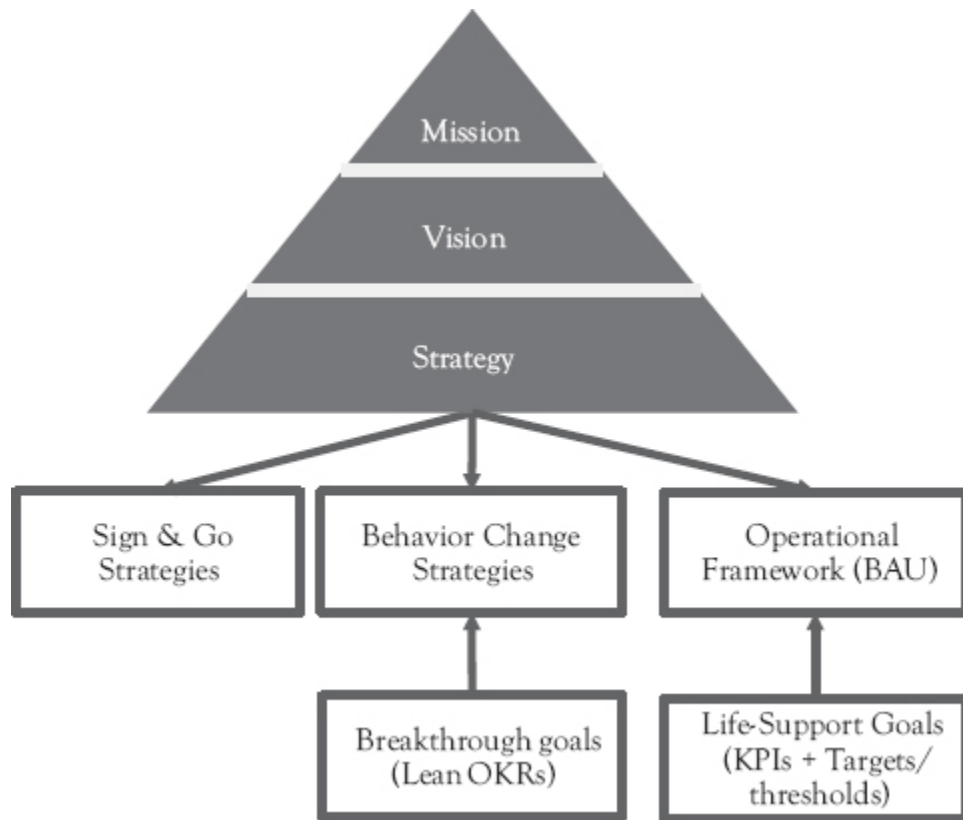 Mission
Vision
Strategy
Sign & Go
Strategies
Behavior Change
Strategies
Operational
Framework (BAU)
Breakthrough goals
(Lean OKRs)
Life-Support Goals
(KPIs + Targets/
thresholds)